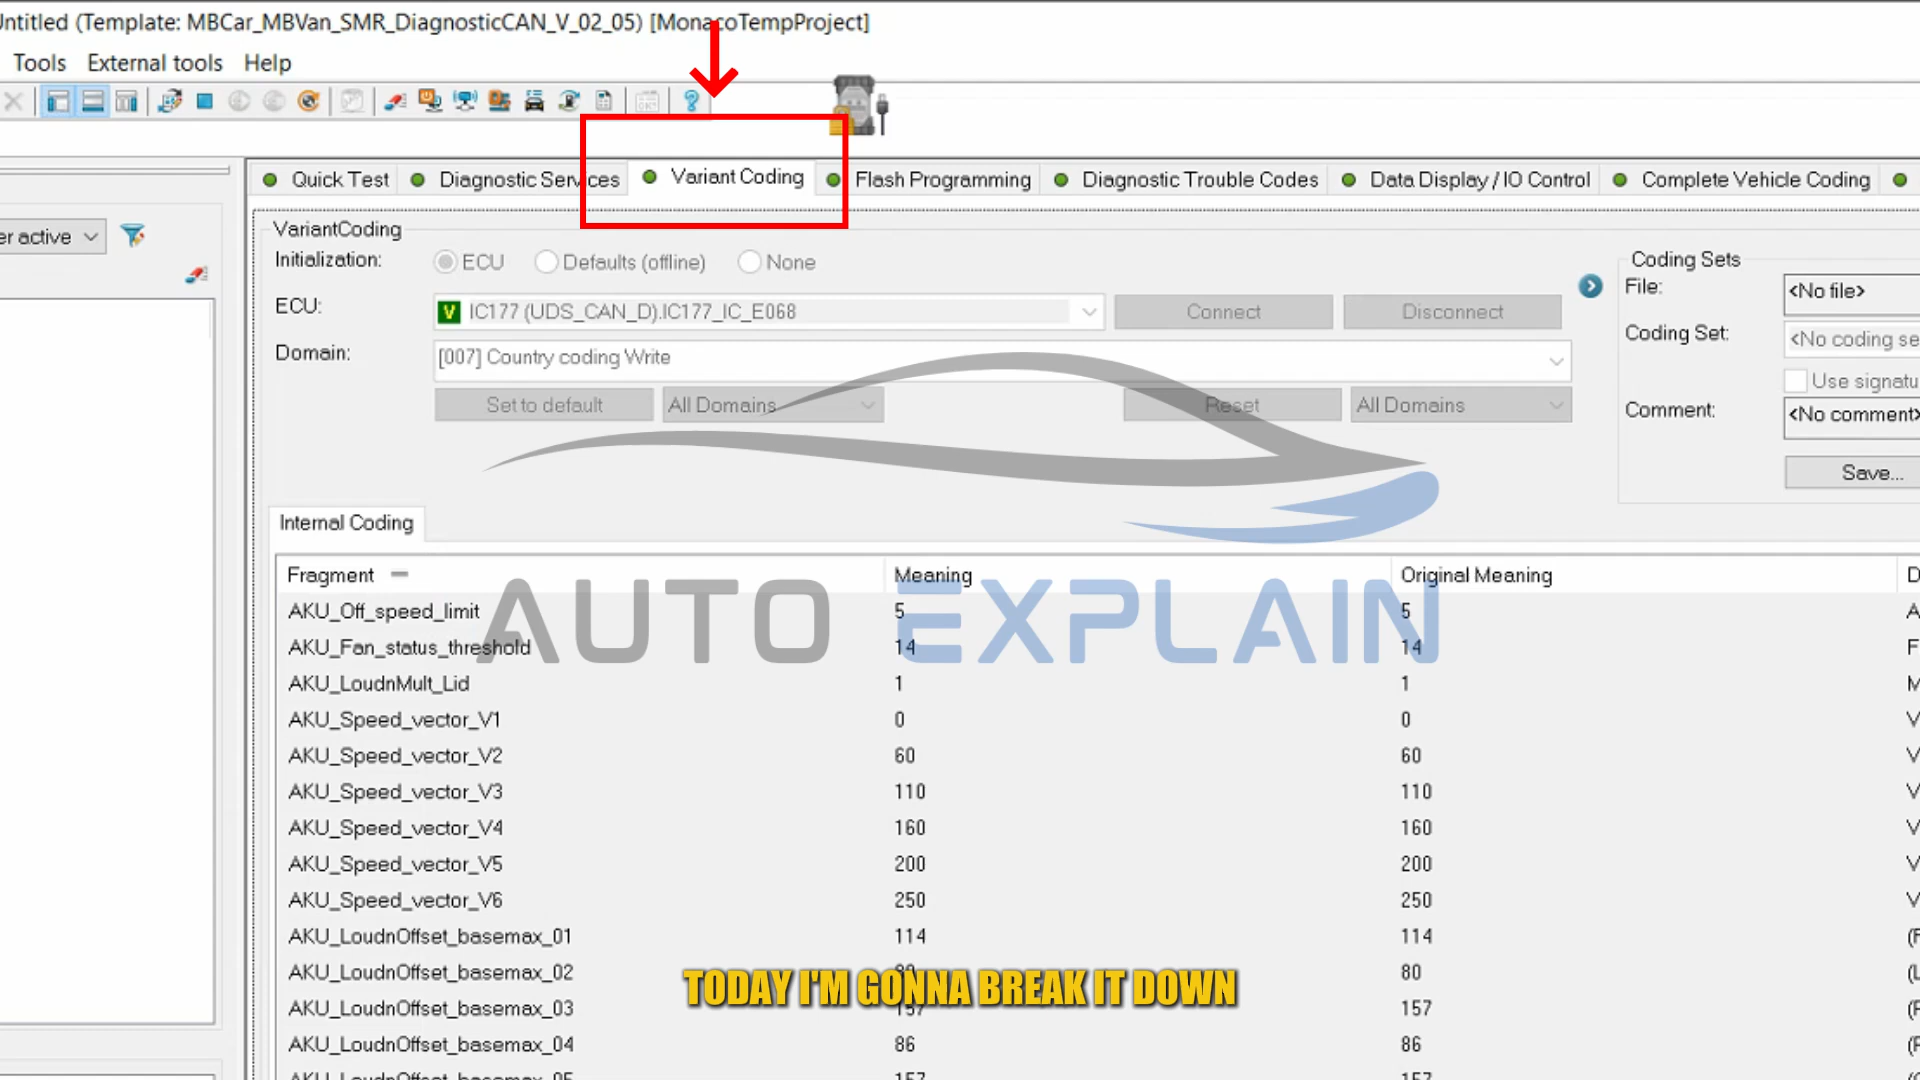 Untitled (Template: MBCar_MBVan_SMR_DiagnosticCAN_V_02_05) [MonacoTempProject]
Tools External tools Help
Quick Test Diagnostic Services Variant Coding Flash Programming Diagnostic Trouble Codes Data Display / IO Control Complete Vehicle Coding
er active
VariantCoding
Initialization: ECU Defaults (offline) None
ECU: V IC177 (UDS_CAN_D).IC177_IC_E068 Connect Disconnect
Domain: [007] Country coding Write
Set to default All Domains Reset All Domains
Coding Sets
File: <No file>
Coding Set: <No coding se
Use signatu
Comment: <No comment>
Save...
Internal Coding
Fragment Meaning Original Meaning D
AKU_Off_speed_limit 5 5 A
AKU_Fan_status_threshold 14 14 F
AKU_LoudnMult_Lid 1 1 M
AKU_Speed_vector_V1 0 0 V
AKU_Speed_vector_V2 60 60 V
AKU_Speed_vector_V3 110 110 V
AKU_Speed_vector_V4 160 160 V
AKU_Speed_vector_V5 200 200 V
AKU_Speed_vector_V6 250 250 V
AKU_LoudnOffset_basemax_01 114 114
AKU_LoudnOffset_basemax_02 80 80 (L
AKU_LoudnOffset_basemax_03 157 157
AKU_LoudnOffset_basemax_04 86 86
AUTO EXPLAIN
TODAY I'M GONNA BREAK IT DOWN